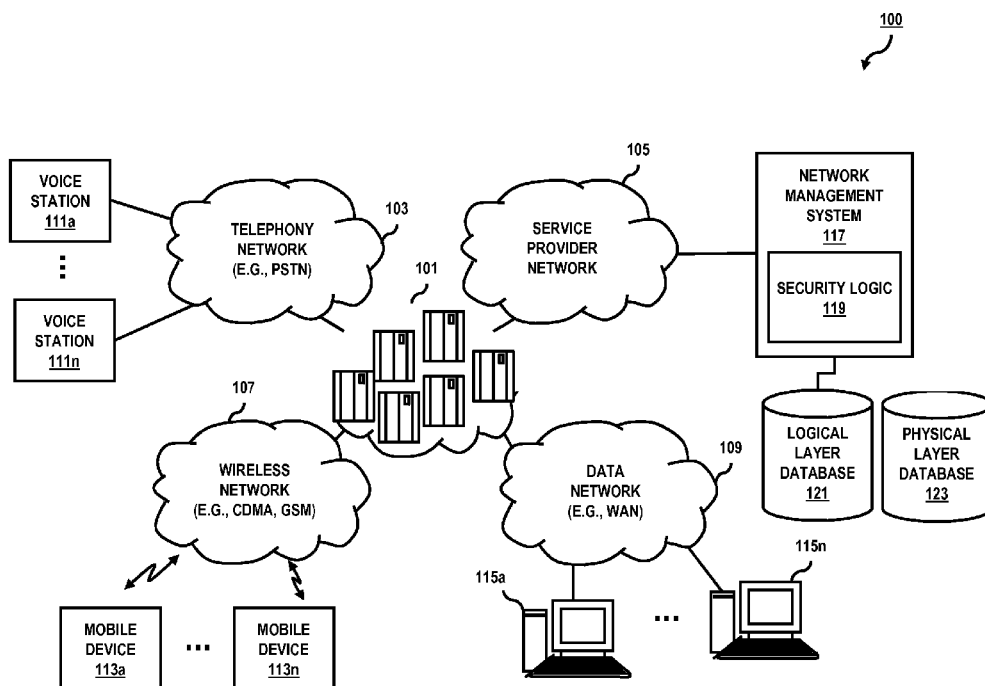 100
105
VOICE
STATION
111a
TELEPHONY
NETWORK
(E.G., PSTN)
103
SERVICE
PROVIDER
NETWORK
NETWORK
MANAGEMENT
SYSTEM
117
SECURITY LOGIC
119
101
VOICE
STATION
111n
107
WIRELESS
NETWORK
(E.G., CDMA, GSM)
DATA
NETWORK
(E.G., WAN)
109
LOGICAL
LAYER
DATABASE
121
PHYSICAL
LAYER
DATABASE
123
115a
115n
MOBILE
DEVICE
113a
...
MOBILE
DEVICE
113n
...